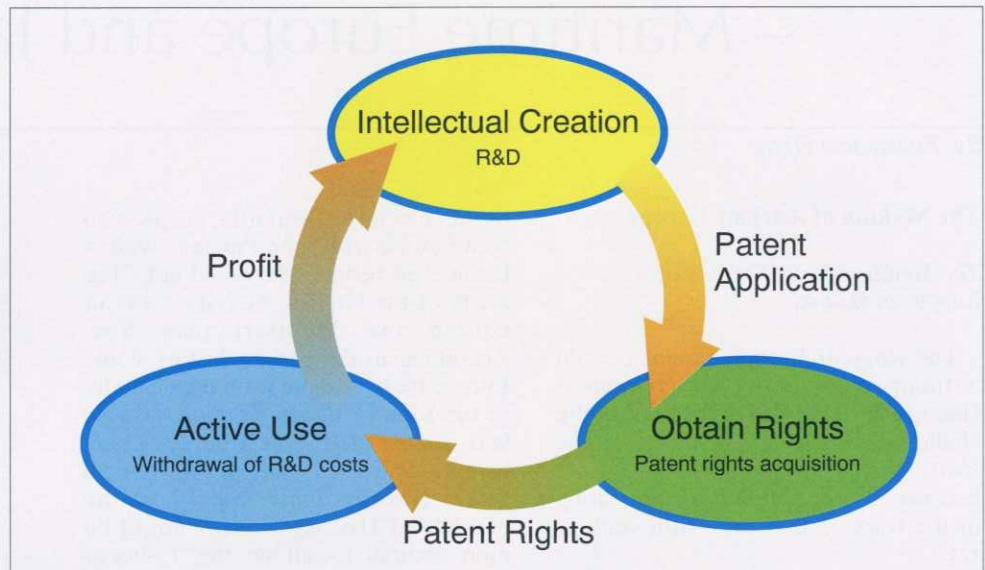 Intellectual Creation
R&D
Patent
Application
Profit
Active Use
Withdrawal of R&D costs
Obtain Rights
Patent rights acquisition
Patent Rights